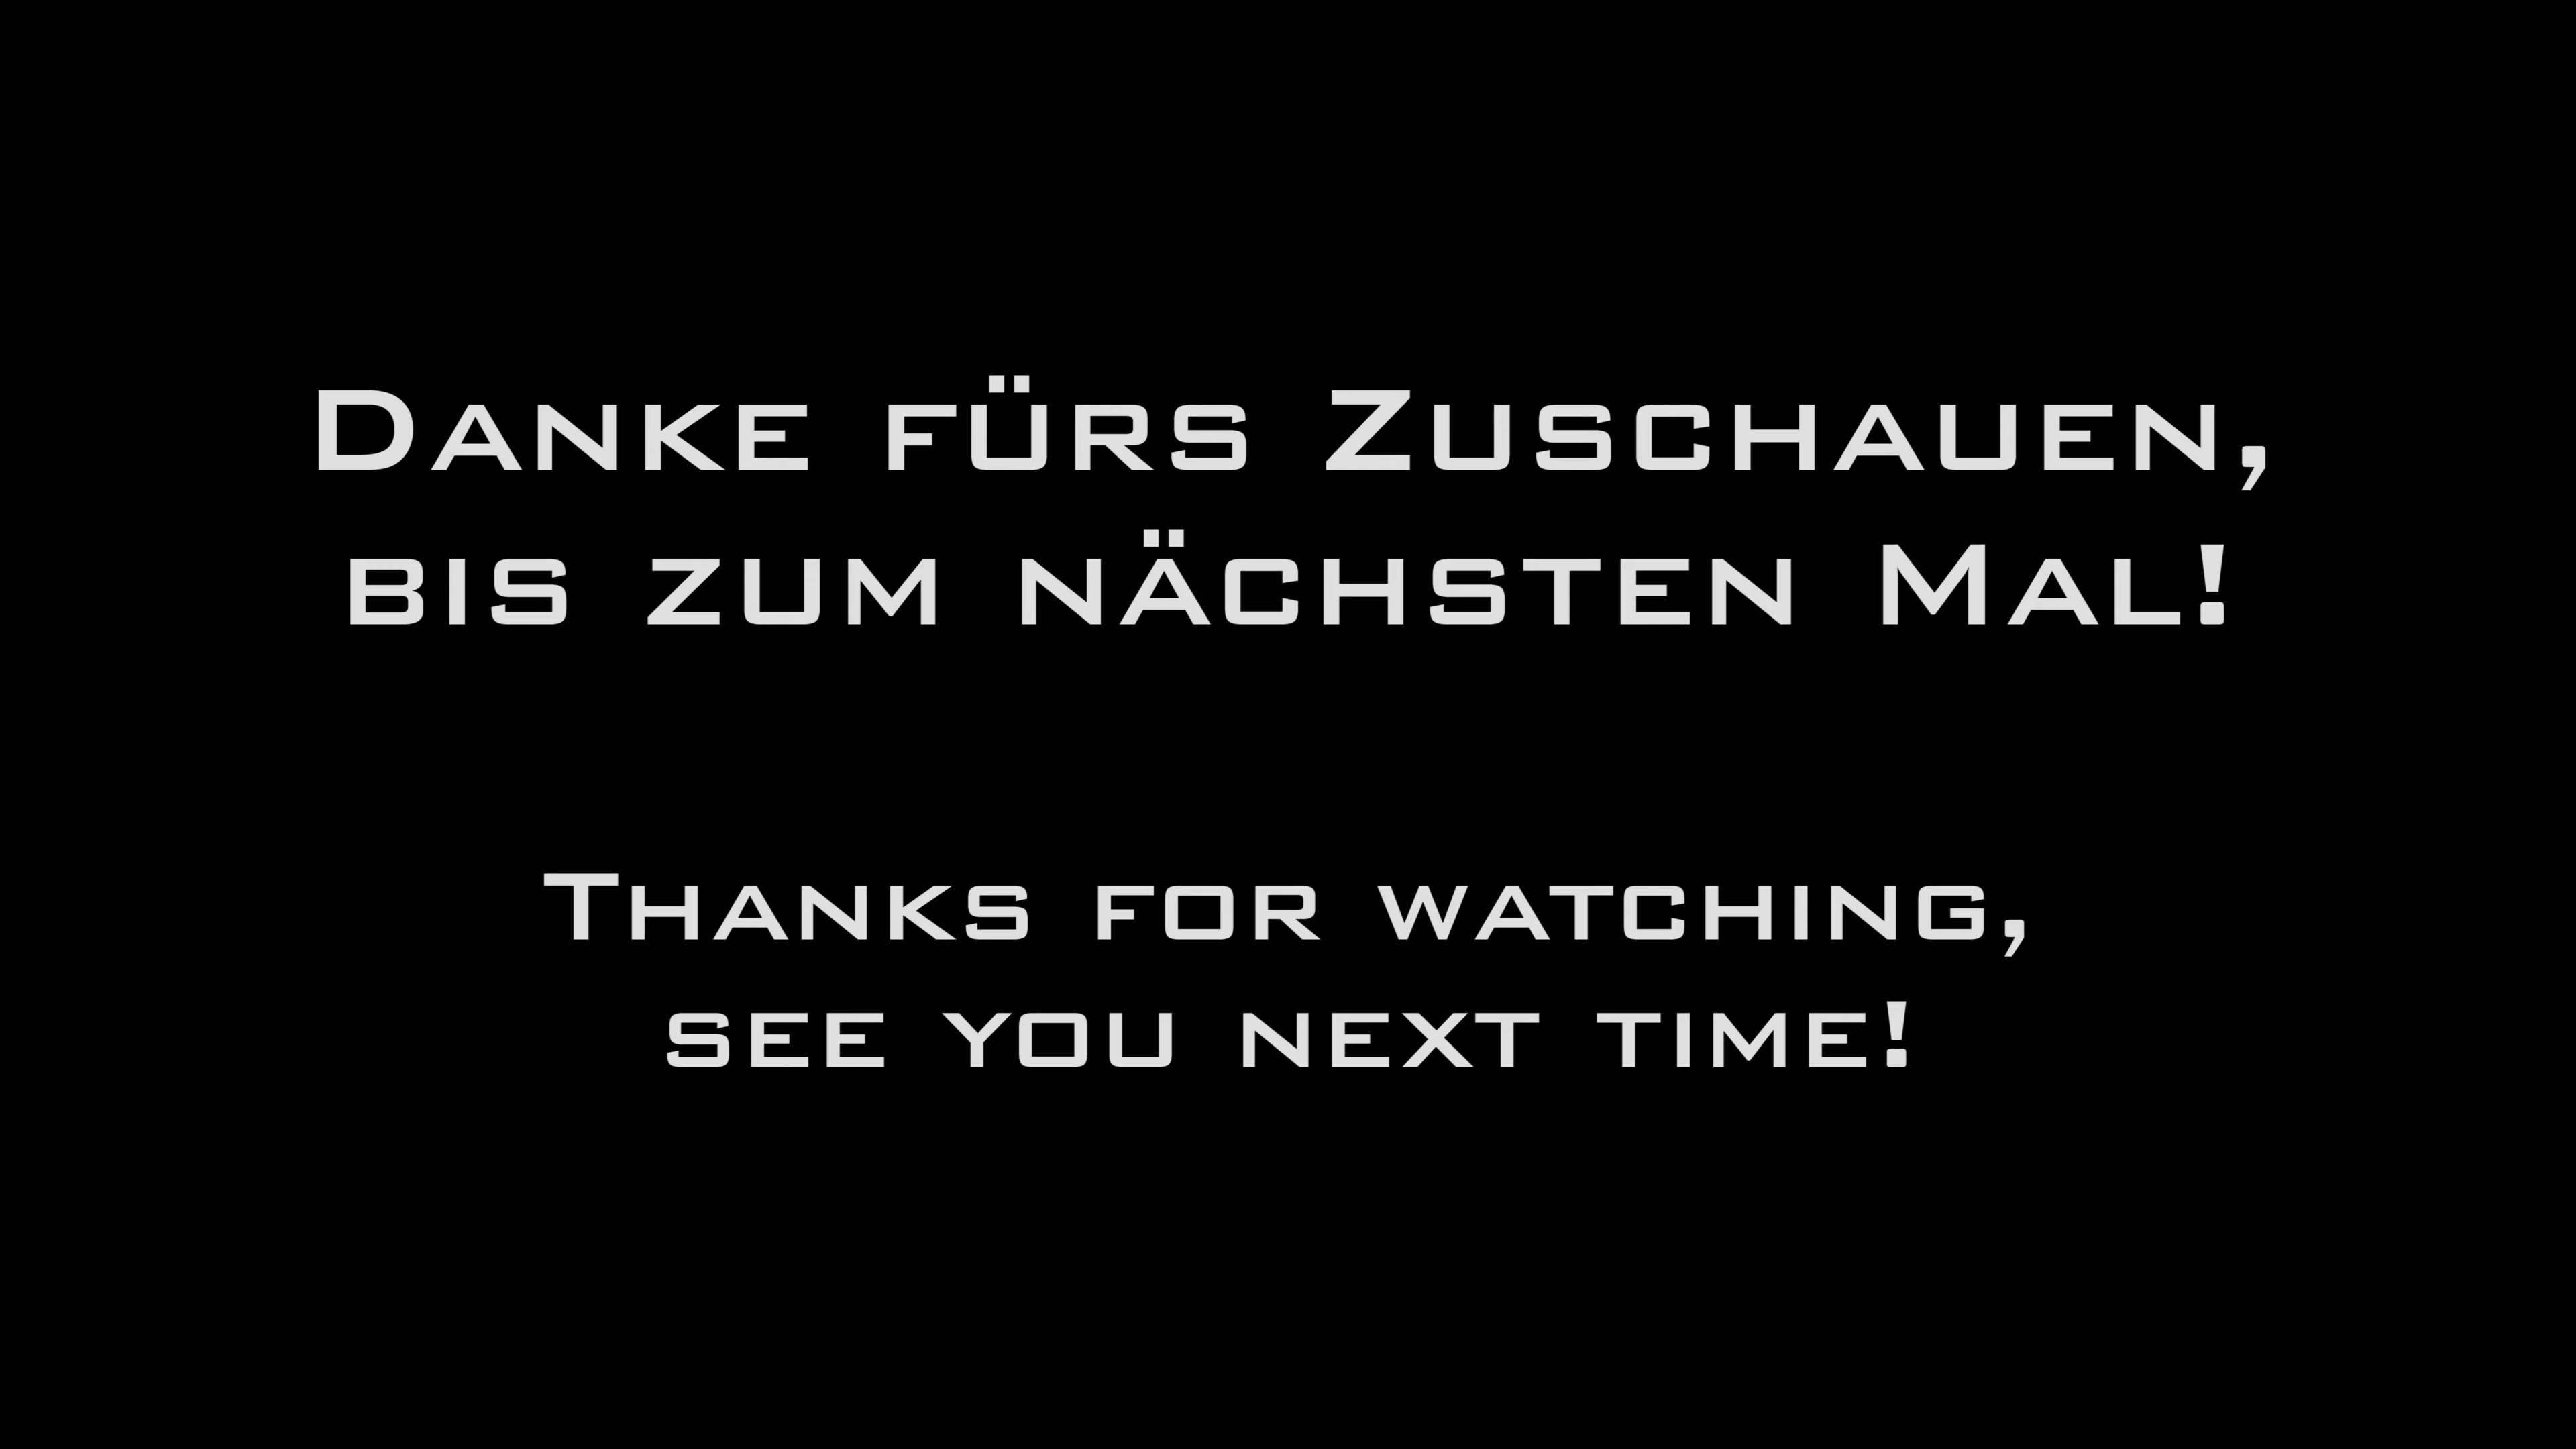 Danke fürs Zuschauen,
bis zum nächsten Mal!
Thanks for watching,
see you next time!